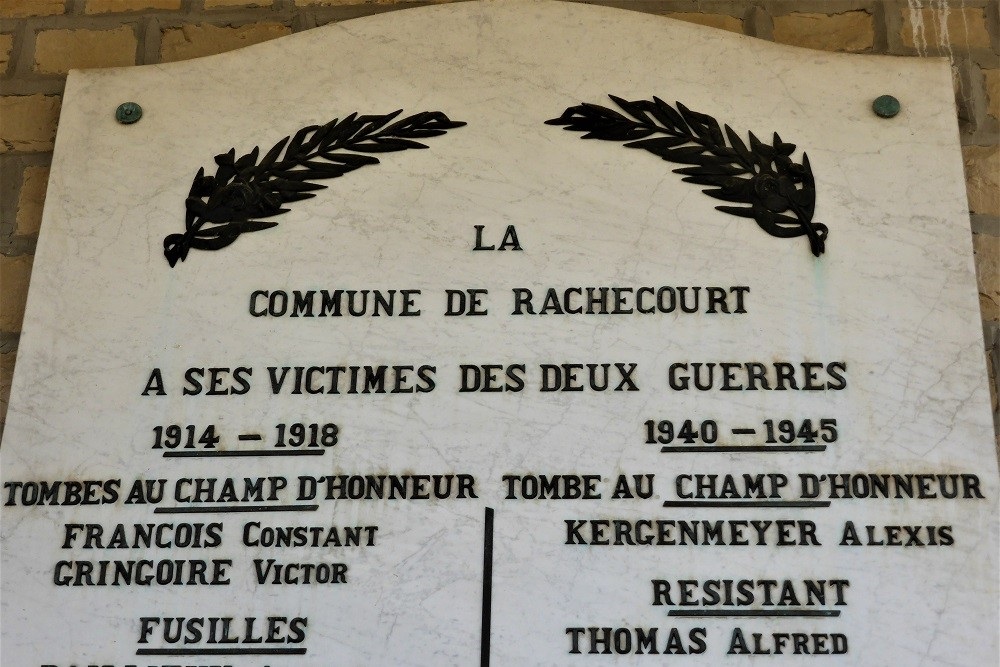 LA
COMMUNE DE RACHECOURT
A SES VICTIMES DES DEUX GUERRES
1914 - 1918
TOMBES AU CHAMP D'HONNEUR
FRANCOIS CONSTANT
GRINGOIRE VICTOR
FUSILLES
1940 - 1945
TOMBE AU CHAMP D'HONNEUR
KERGENMEYER ALEXIS
RESISTANT
THOMAS ALFRED